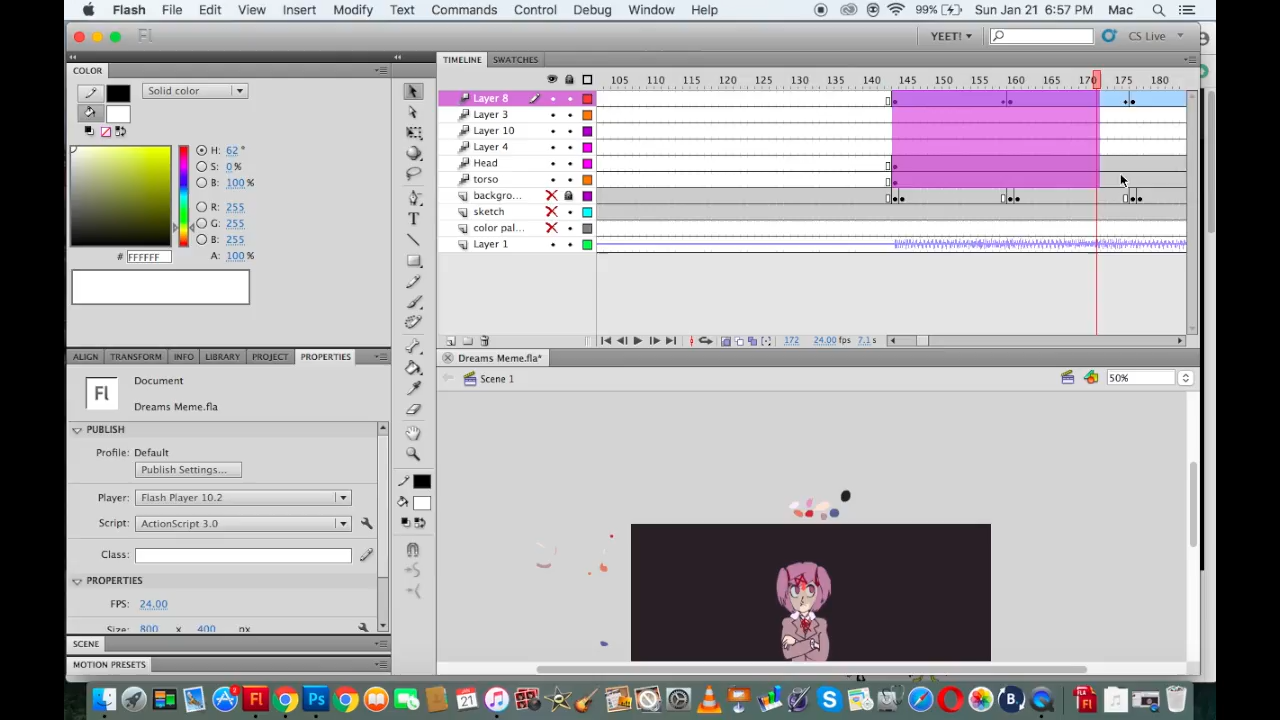 Flash File Edit View Insert Modify Text Commands Control Debug Window Help 99% Sun Jan 21 6:57 PM Mac
Fl YEET! CS Live
COLOR
TIMELINE SWATCHES
Solid color
105 110 115 120 125 130 135 140 145 150 155 160 165 170 175 180
Layer 8
Layer 3
Layer 10
Layer 4
Head
torso
backgro...
sketch
color pal...
Layer 1
H: 62 °
S: 0 %
B: 100 %
R: 255
G: 255
B: 255
# FFFFFF A: 100 %
172 24.00 fps 7.1 s
ALIGN TRANSFORM INFO LIBRARY PROJECT PROPERTIES
Dreams Meme.fla*
Scene 1 50%
Fl Document
Dreams Meme.fla
PUBLISH
Profile: Default
Publish Settings...
Player: Flash Player 10.2
Script: ActionScript 3.0
Class:
PROPERTIES
FPS: 24.00
Size: 800 x 400 px
SCENE
MOTION PRESETS